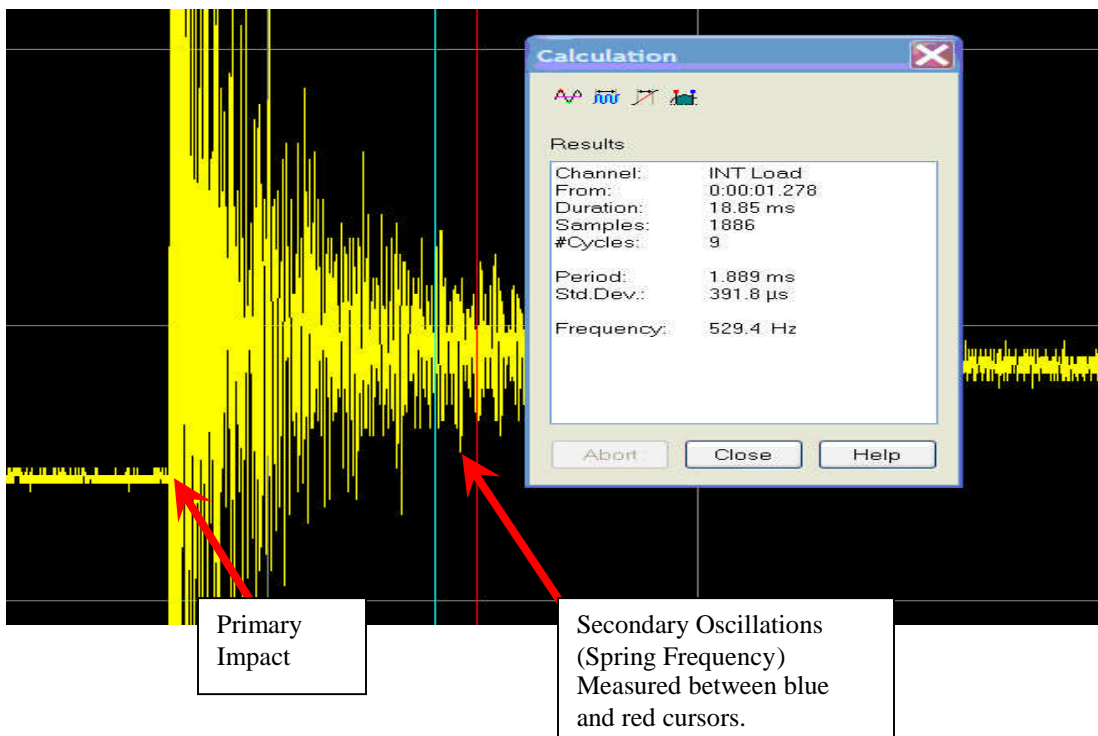 Calculation
Results
Channel: INT Load
From: 0:00:01.278
Duration: 18.85 ms
Samples: 1886
#Cycles: 9
Period: 1.889 ms
Std.Dev.: 391.8 µs
Frequency: 529.4 Hz
Abort Close Help
Primary
Impact
Secondary Oscillations
(Spring Frequency)
Measured between blue
and red cursors.